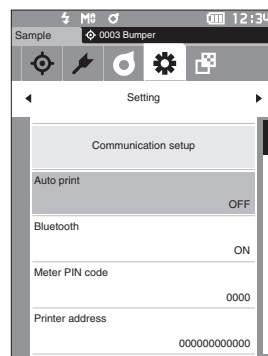 12:34
Sample
0003 Bumper
Setting
Communication setup
Auto print
OFF
Bluetooth
ON
Meter PIN code
0000
Printer address
000000000000